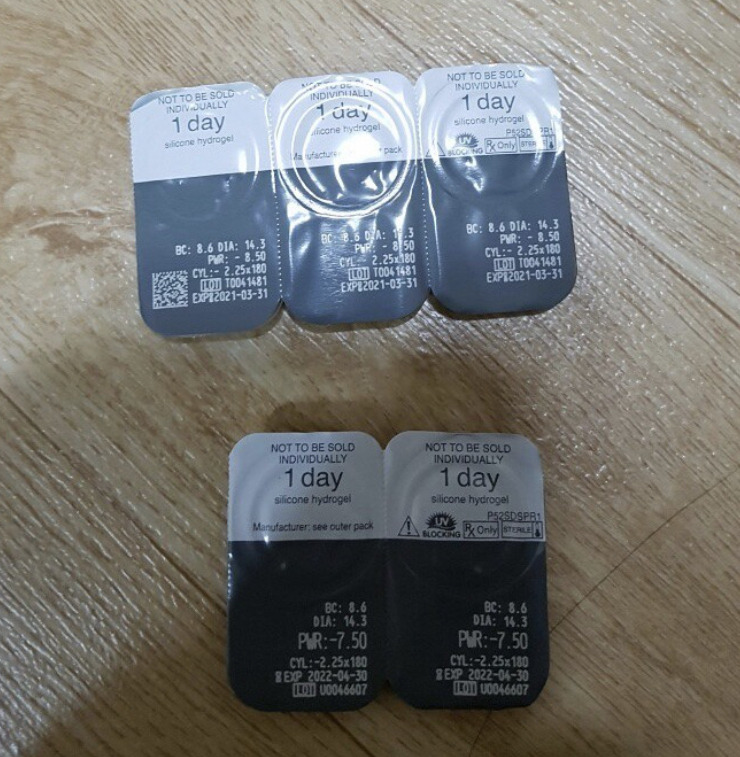 NOT TO BE SOLD
INDIVIDUALLY
1 day
silicone hydrogel
BC: 8.6 DIA: 14.3
PWR: - 8.50
CYL:- 2.25x180
LOT T0041481
EXP 2021-03-31
INDIVIDUALLY
1 day
silicone hydrogel
pack
BC: 8.6 DIA: 14.3
PWR: - 8.50
CYL:- 2.25x180
LOT T0041481
EXP 2021-03-31
NOT TO BE SOLD
INDIVIDUALLY
1 day
silicone hydrogel
UV
BLOCKING
Rx Only
BC: 8.6 DIA: 14.3
PWR: - 8.50
CYL:- 2.25x180
LOT T0041481
EXP 2021-03-31
NOT TO BE SOLD
INDIVIDUALLY
1 day
silicone hydrogel
Manufacturer: see outer pack
BC: 8.6
DIA: 14.3
PWR:-7.50
CYL:-2.25x180
EXP 2022-04-30
LOT U0046607
NOT TO BE SOLD
INDIVIDUALLY
1 day
silicone hydrogel
P52SDSPR1
UV
BLOCKING
Rx Only STERILE
BC: 8.6
DIA: 14.3
PWR:-7.50
CYL:-2.25x180
EXP 2022-04-30
LOT U0046607